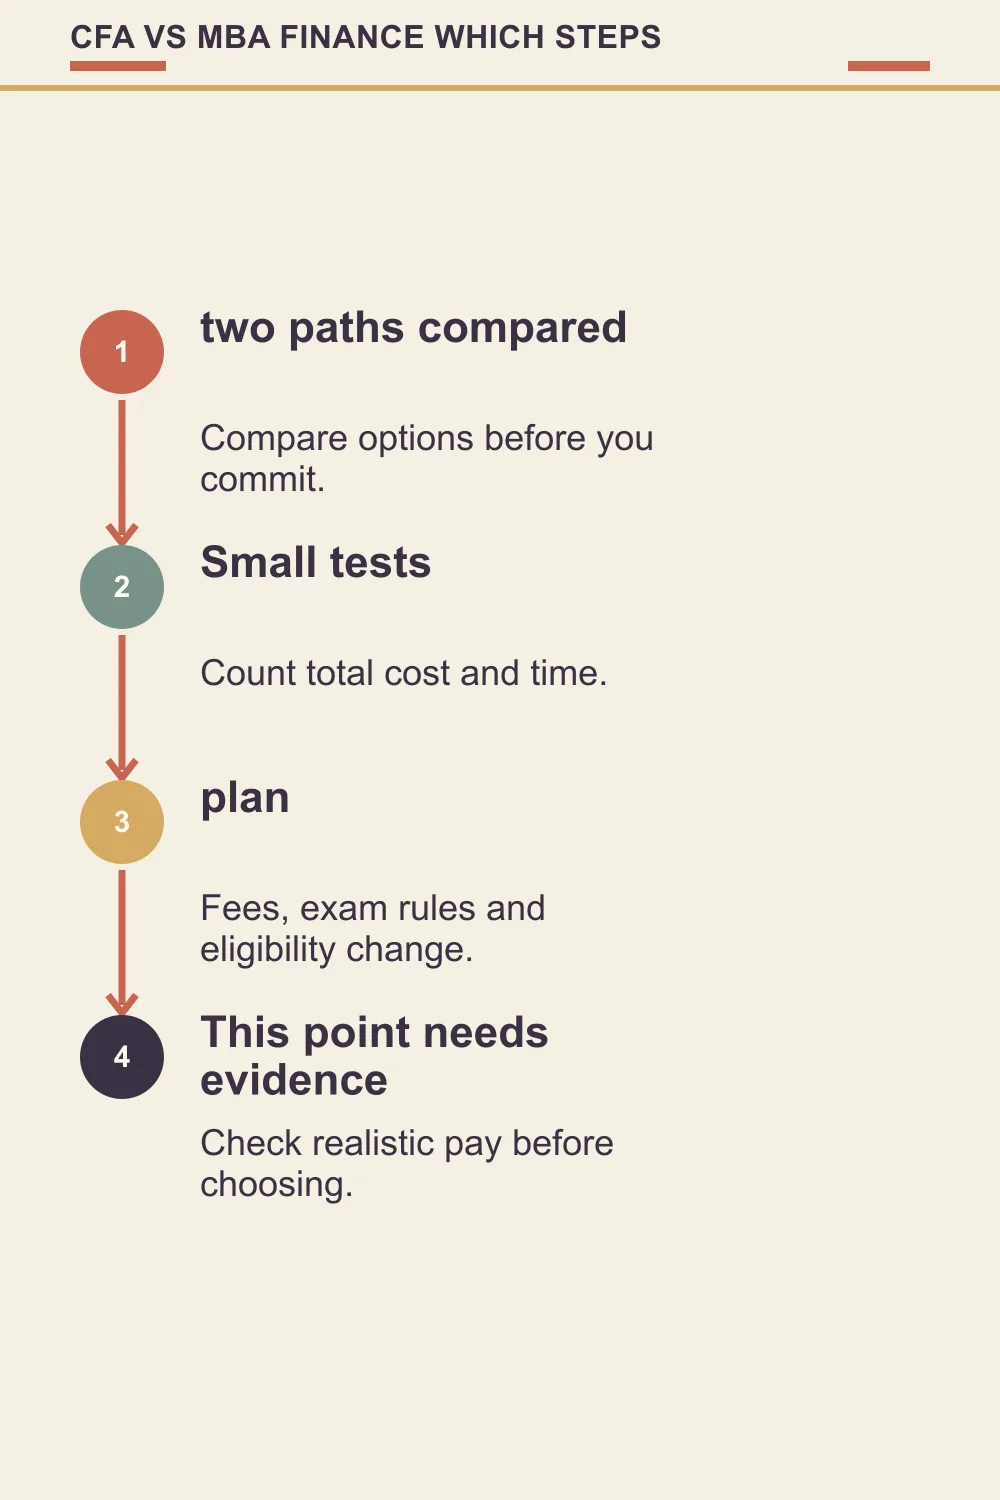 CFA VS MBA FINANCE WHICH STEPS
1
two paths compared
Compare options before you
commit.
2
Small tests
Count total cost and time.
3
plan
Fees, exam rules and
eligibility change.
4
This point needs
evidence
Check realistic pay before
choosing.